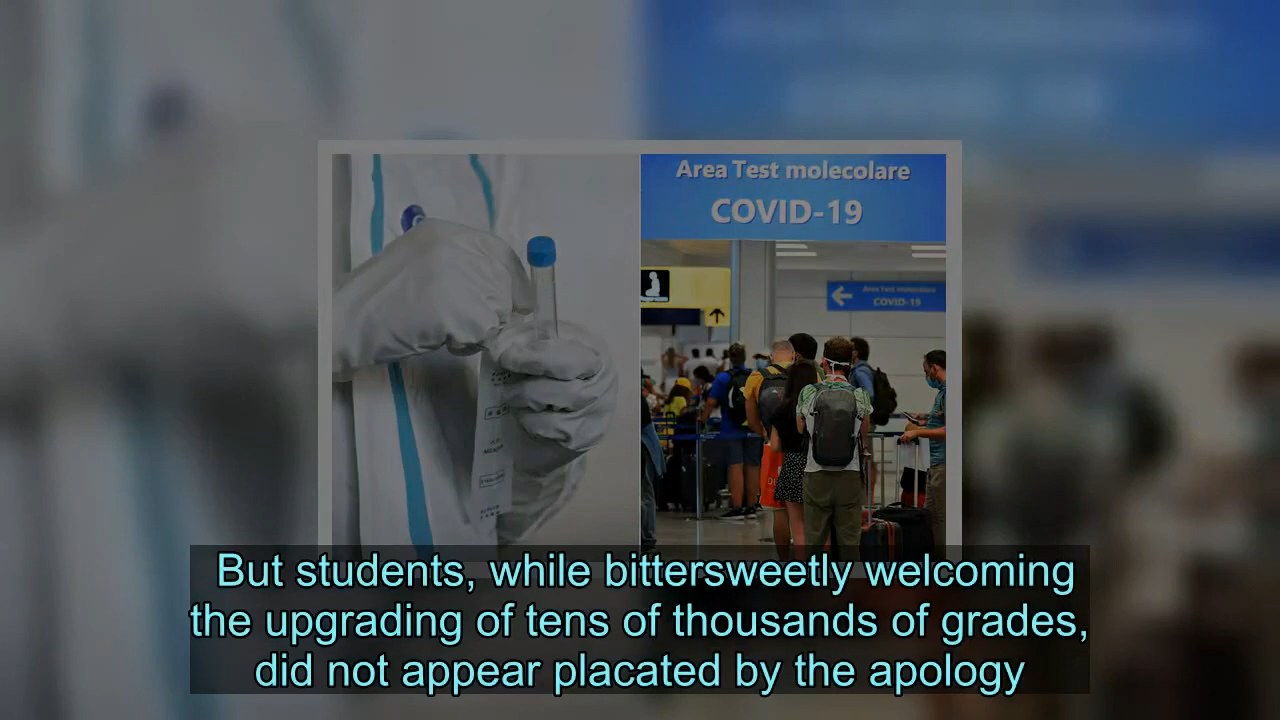 Area Test molecolare
COVID-19
Area Test molecolare
COVID-19
But students, while bittersweetly welcoming
the upgrading of tens of thousands of grades,
did not appear placated by the apology